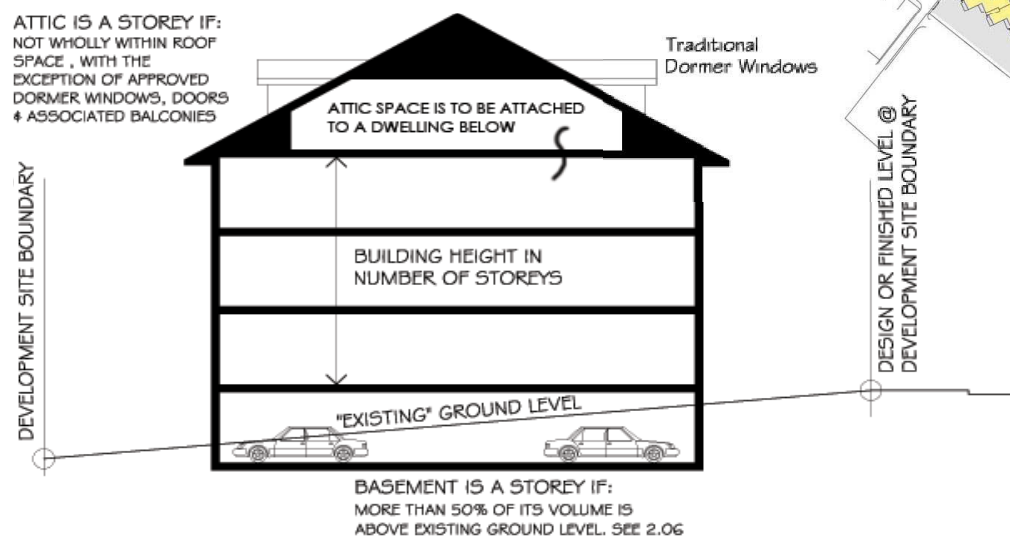 ATTIC IS A STOREY IF:
NOT WHOLLY WITHIN ROOF
SPACE , WITH THE
EXCEPTION OF APPROVED
DORMER WINDOWS, DOORS
& ASSOCIATED BALCONIES
Traditional
Dormer Windows
ATTIC SPACE IS TO BE ATTACHED
TO A DWELLING BELOW
DEVELOPMENT SITE BOUNDARY
BUILDING HEIGHT IN
NUMBER OF STOREYS
DESIGN OR FINISHED LEVEL @
DEVELOPMENT SITE BOUNDARY
"EXISTING" GROUND LEVEL
BASEMENT IS A STOREY IF:
MORE THAN 50% OF ITS VOLUME IS
ABOVE EXISTING GROUND LEVEL. SEE 2.06